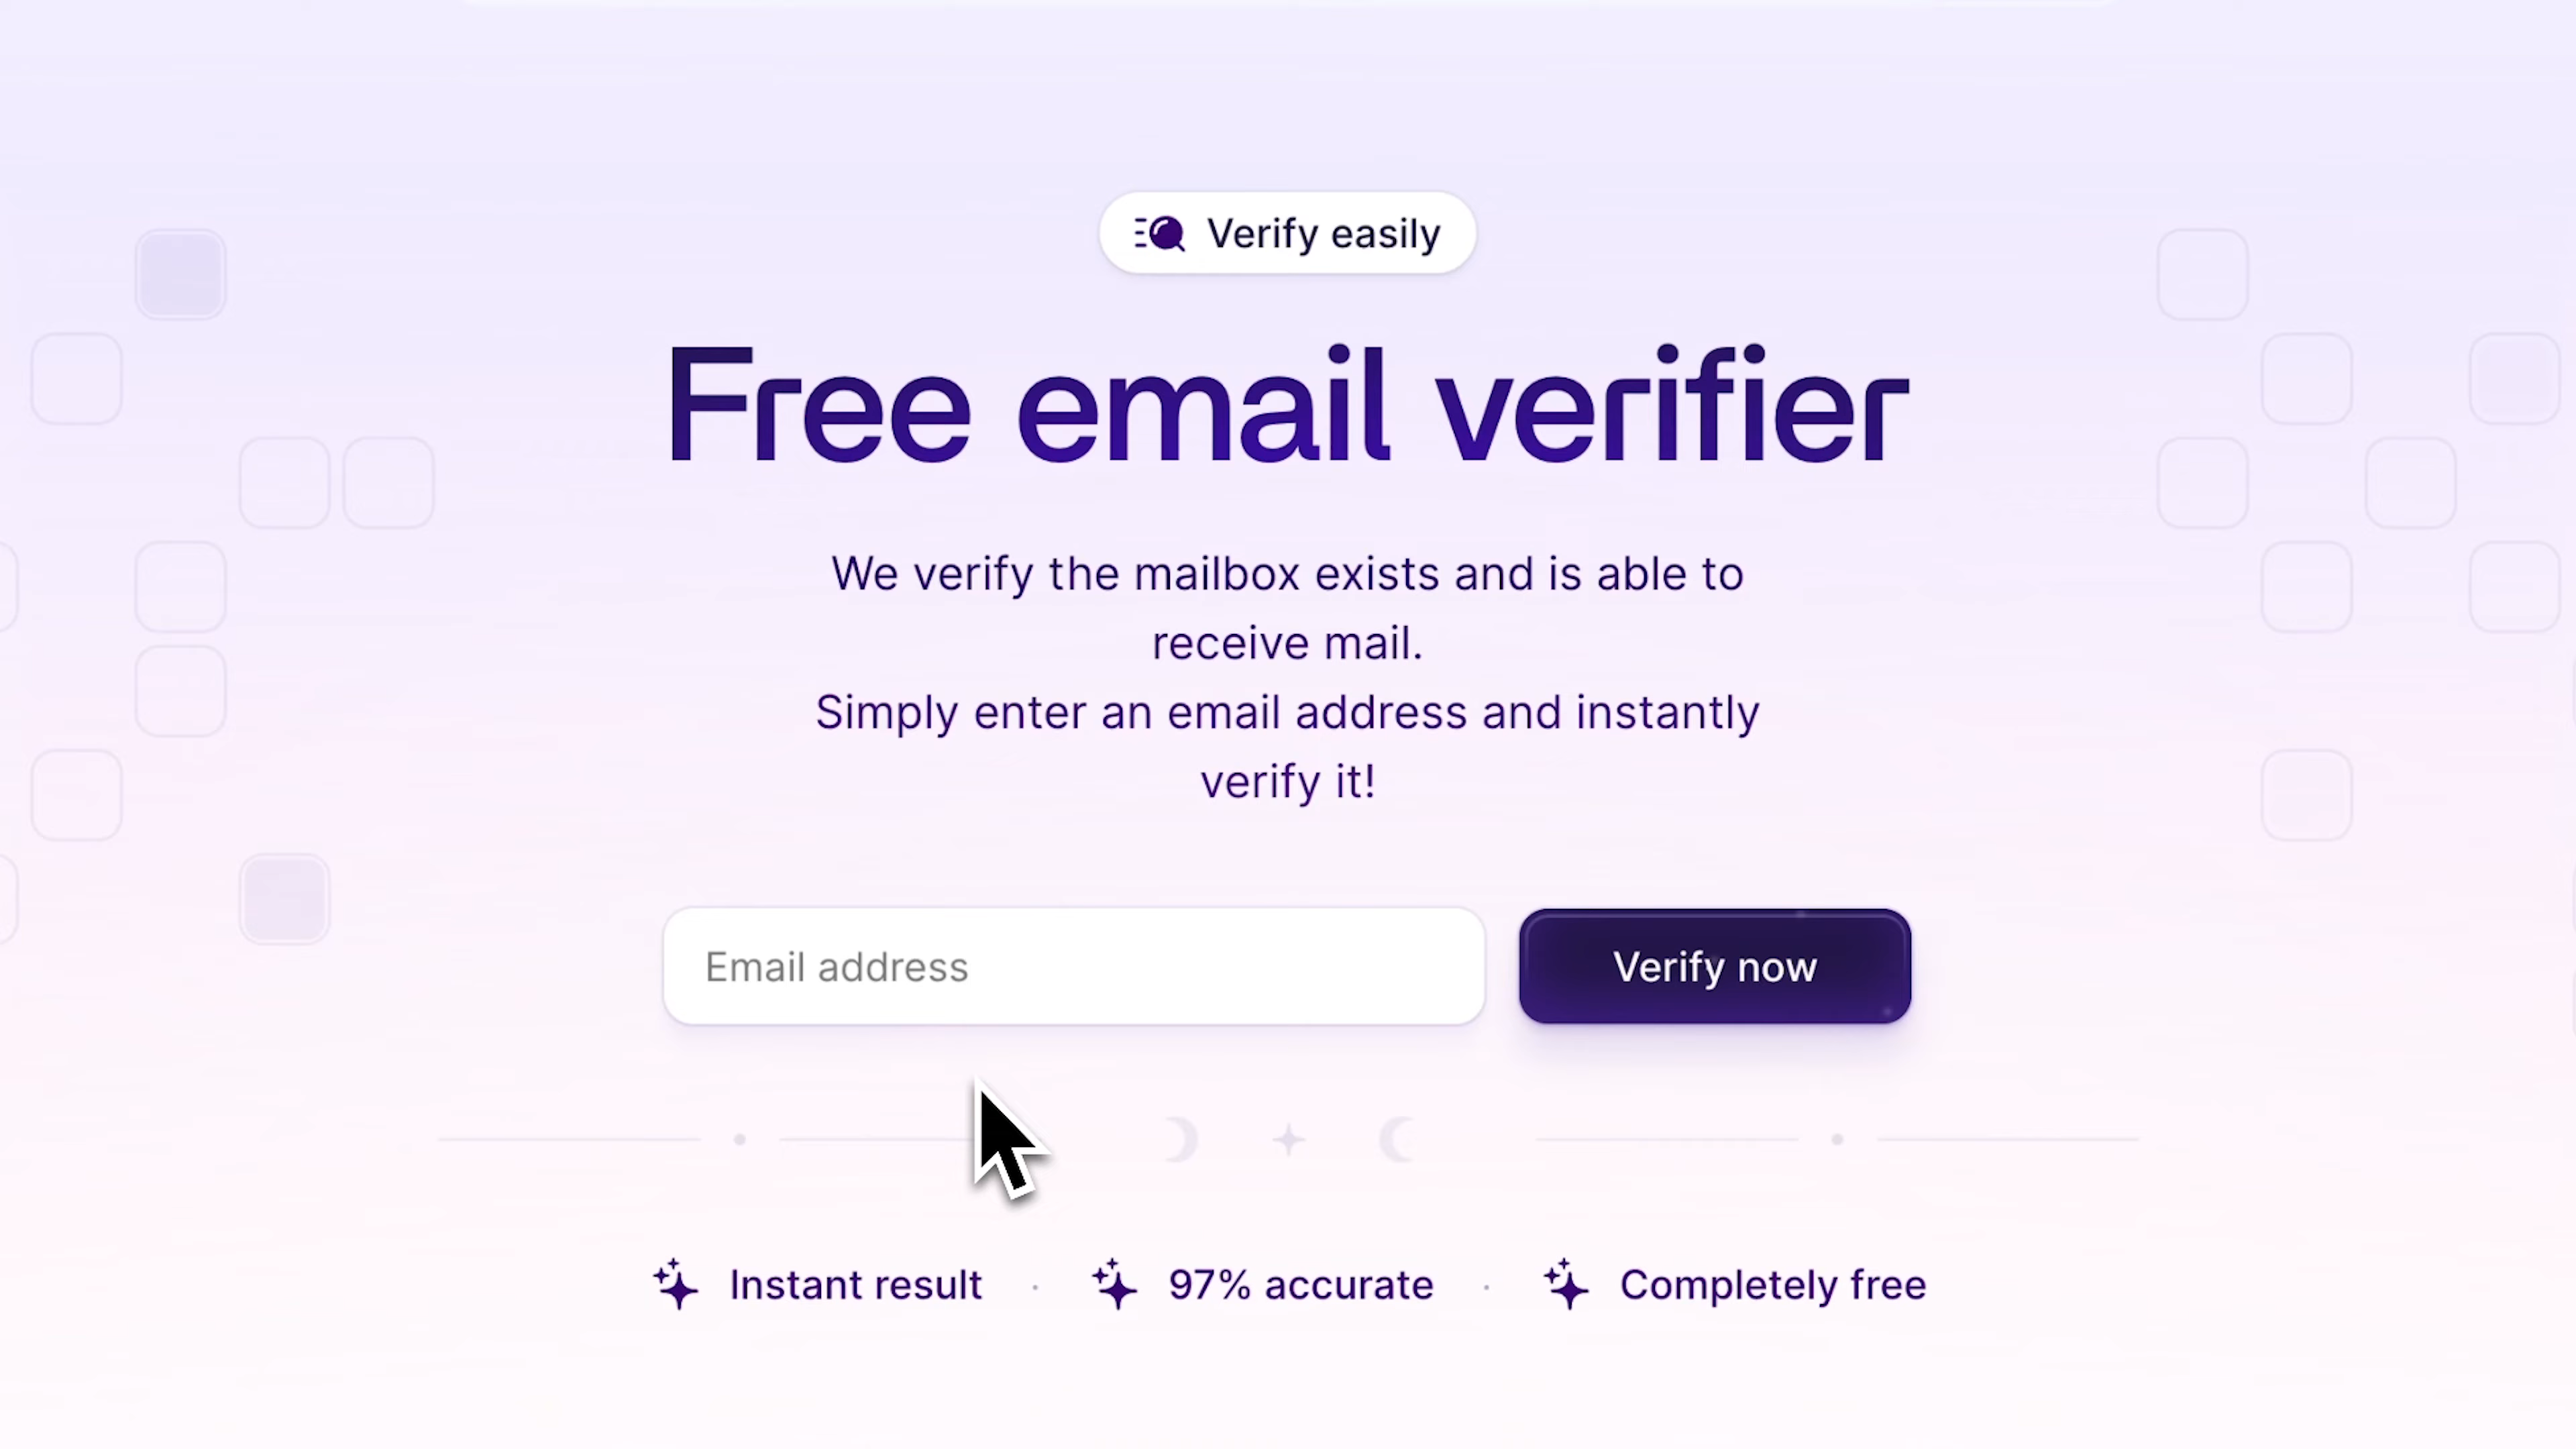 Verify easily
Free email verifier
We verify the mailbox exists and is able to
receive mail.
Simply enter an email address and instantly
verify it!
Email address
Verify now
Instant result · 97% accurate · Completely free